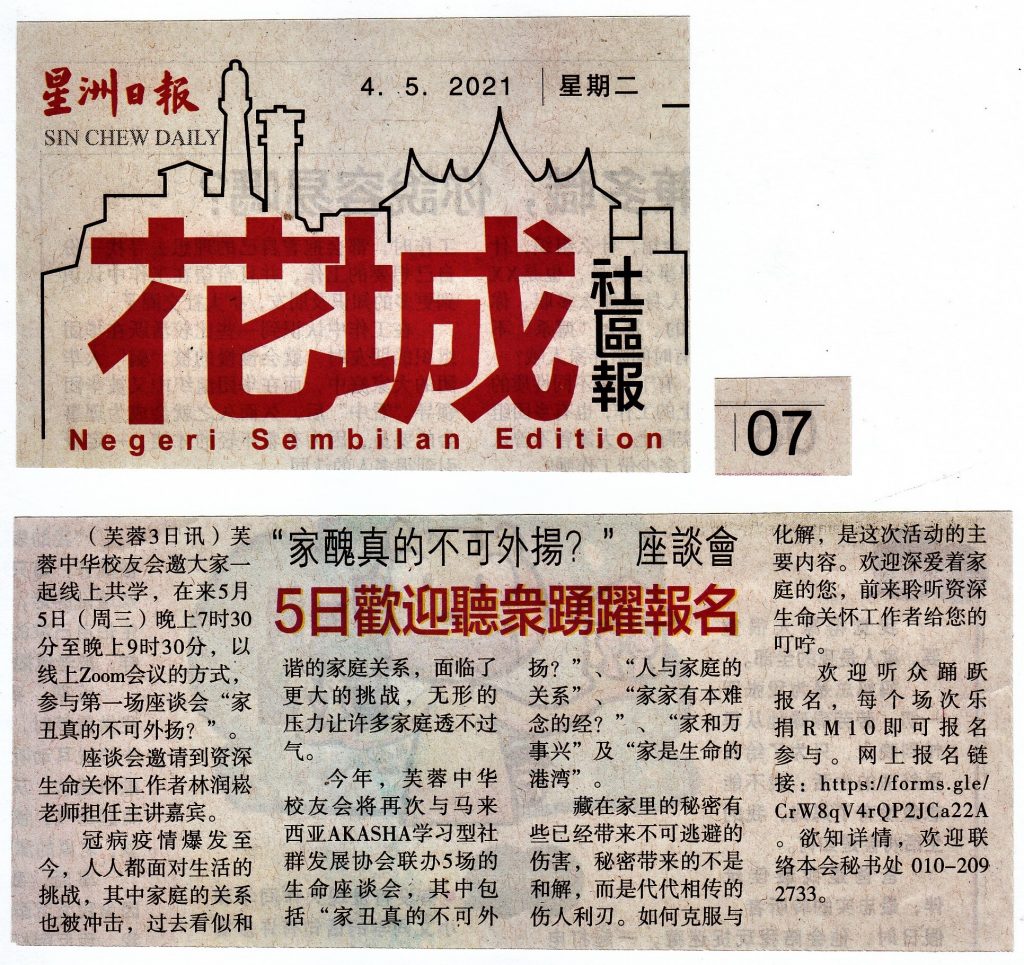 星洲日報
SIN CHEW DAILY
4. 5. 2021 星期二
花城
社區報
Negeri Sembilan Edition
07
“家醜真的不可外揚？” 座談會
5日歡迎聽衆踴躍報名
（芙蓉3日讯）芙
蓉中华校友会邀大家一
起线上共学，在来5月
5日（周三）晚上7时30
分至晚上9时30分，以
线上Zoom会议的方式，
参与第一场座谈会“家
丑真的不可外扬？”。
座谈会邀请到资深
生命关怀工作者林润崧
老师担任主讲嘉宾。
冠病疫情爆发至
今，人人都面对生活的
挑战，其中家庭的关系
也被冲击，过去看似和
谐的家庭关系，面临了
更大的挑战，无形的
压力让许多家庭透不过
气。
今年，芙蓉中华
校友会将再次与马来
西亚AKASHA学习型社
群发展协会联办5场的
生命座谈会，其中包
括“家丑真的不可外
扬？”、“人与家庭的
关系”、“家家有本难
念的经？”、“家和万
事兴”及“家是生命的
港湾”。
藏在家里的秘密有
些已经带来不可逃避的
伤害，秘密带来的不是
和解，而是代代相传的
伤人利刃。如何克服与
化解，是这次活动的主
要内容。欢迎深爱着家
庭的您，前来聆听资深
生命关怀工作者给您的
叮咛。
欢迎听众踊跃
报名，每个场次乐
捐RM10即可报名
参与。网上报名链
接：https://forms.gle/
CrW8qV4rQP2JCa22A
。欲知详情，欢迎联
络本会秘书处 010-209
2733。